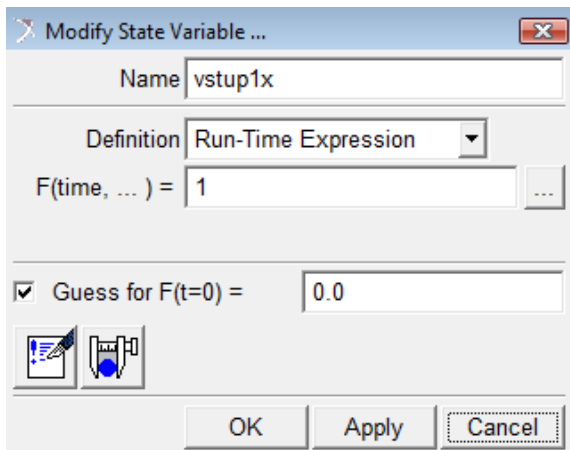 Modify State Variable ...
Name vstup1x
Definition Run-Time Expression
F(time, ... ) = 1 ...
Guess for F(t=0) = 0.0
OK Apply Cancel